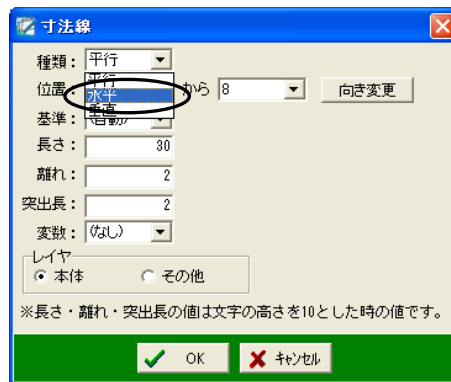 寸法線
種類： 平行
平行
位置： 水平 から 8 向き変更
垂直
基準： (自動)
長さ： 30
離れ： 2
突出長： 2
変数： (なし)
レイヤ
本体 その他
※長さ・離れ・突出長の値は文字の高さを10とした時の値です。
OK キャンセル